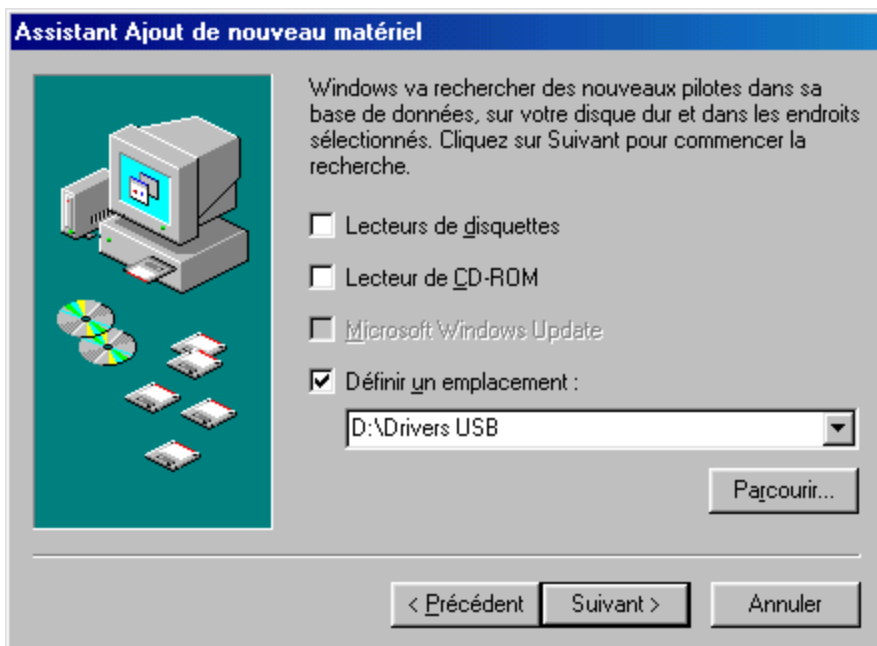 Assistant Ajout de nouveau matériel
Windows va rechercher des nouveaux pilotes dans sa
base de données, sur votre disque dur et dans les endroits
sélectionnés. Cliquez sur Suivant pour commencer la
recherche.
Lecteurs de disquettes
Lecteur de CD-ROM
Microsoft Windows Update
Définir un emplacement :
D:\Drivers USB
Parcourir...
< Précédent
Suivant >
Annuler